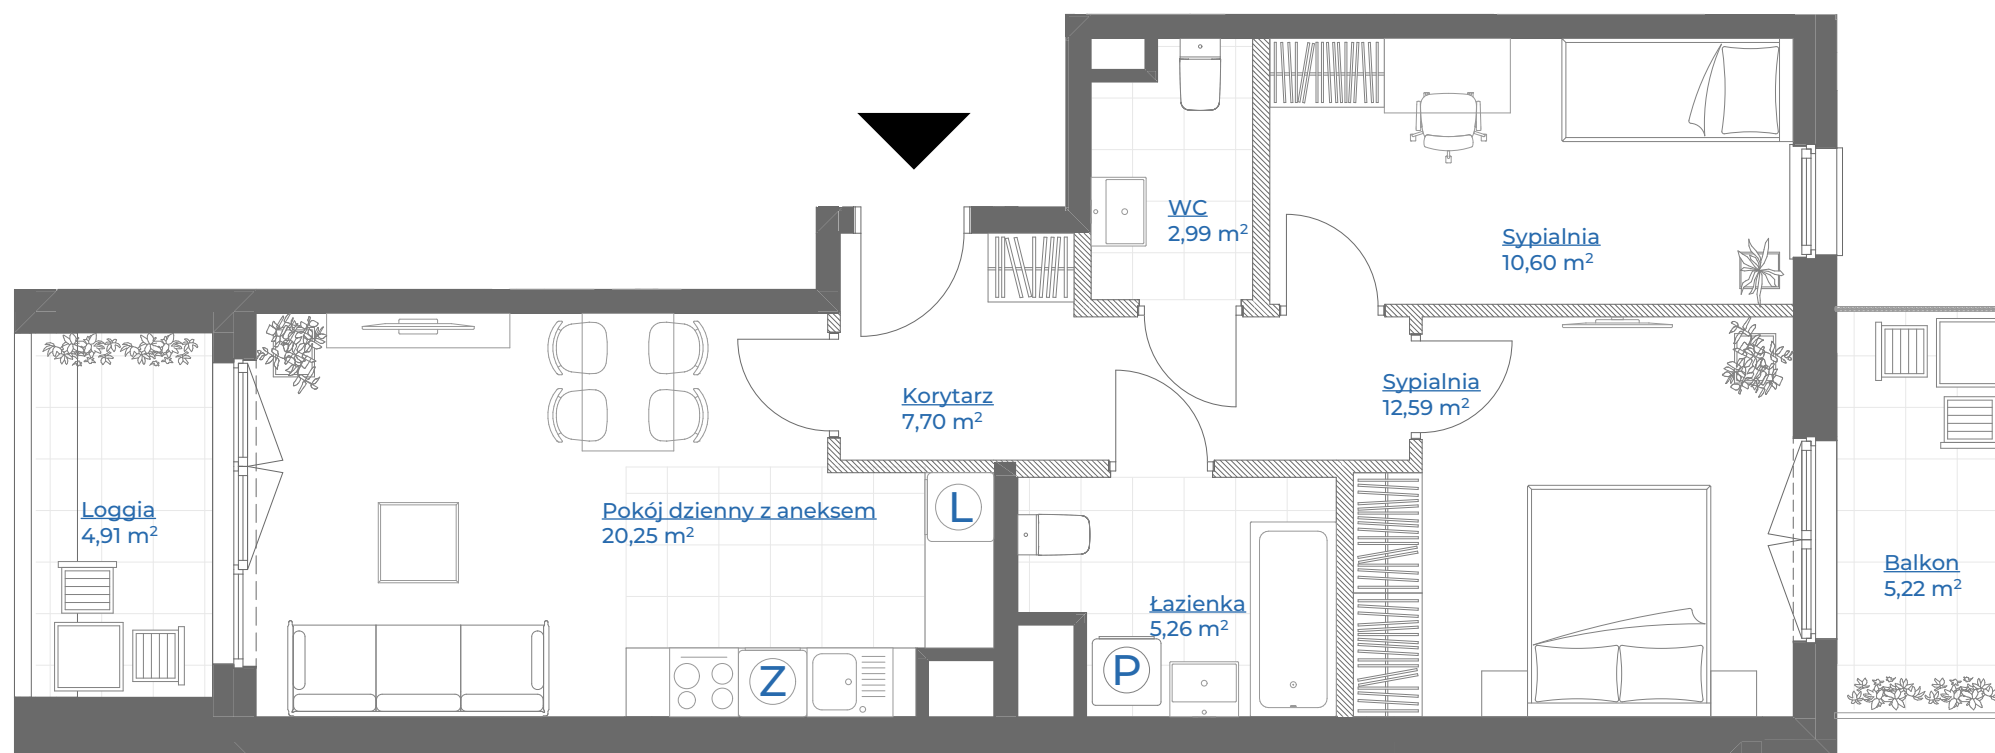 WC
2,99 m²
Sypialnia
10,60 m²
Korytarz
7,70 m²
Sypialnia
12,59 m²
Loggia
4,91 m²
Pokój dzienny z aneksem
20,25 m²
L
Balkon
5,22 m²
Łazienka
5,26 m²
Z
P